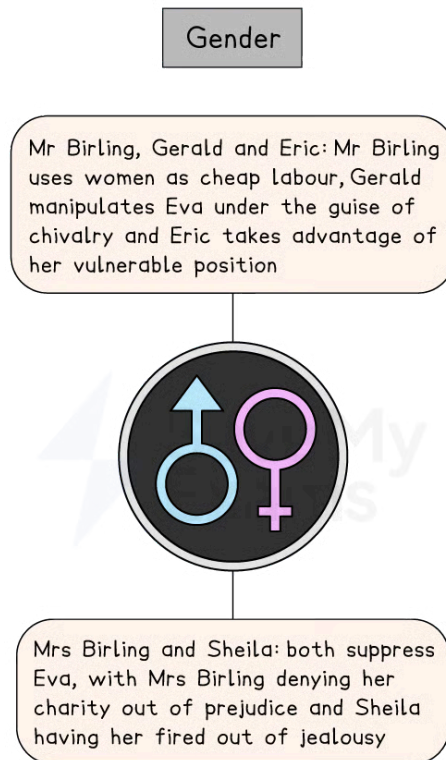 Gender
Mr Birling, Gerald and Eric: Mr Birling
uses women as cheap labour, Gerald
manipulates Eva under the guise of
chivalry and Eric takes advantage of
her vulnerable position
Mrs Birling and Sheila: both suppress
Eva, with Mrs Birling denying her
charity out of prejudice and Sheila
having her fired out of jealousy